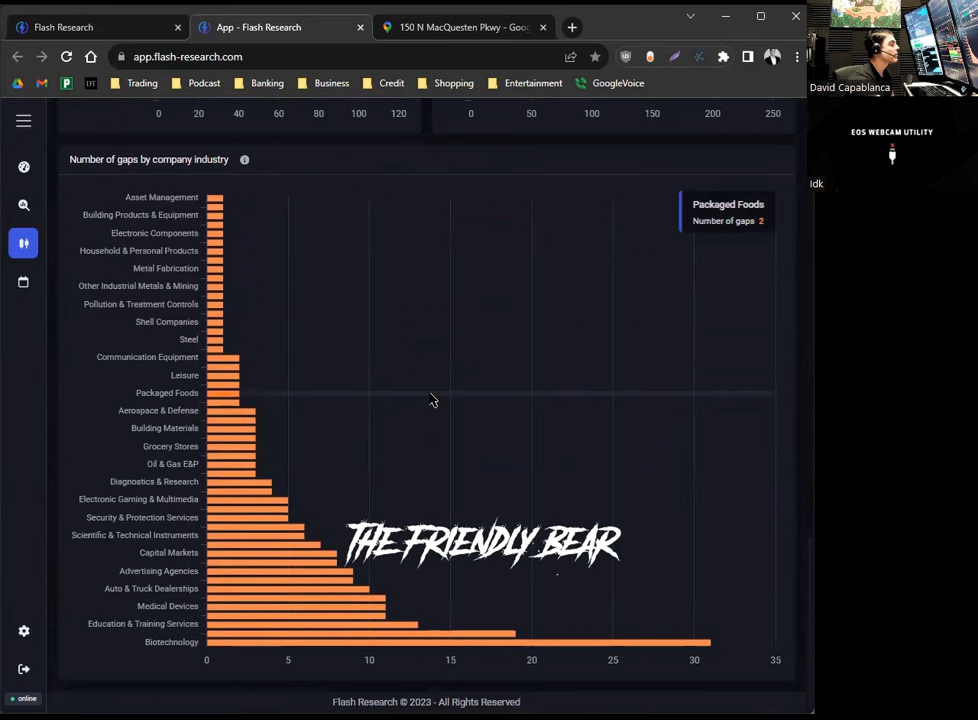 Flash Research
App - Flash Research
150 N MacQuesten Pkwy - Goo
app.flash-research.com
Trading
Podcast
Banking
Business
Credit
Shopping
Entertainment
GoogleVoice
David Capablanca
EOS WEBCAM UTILITY
Idk
0 20 40 60 80 100 120
0 50 100 150 200 250
Number of gaps by company industry
Packaged Foods
Number of gaps 2
Asset Management
Building Products & Equipment
Electronic Components
Household & Personal Products
Metal Fabrication
Other Industrial Metals & Mining
Pollution & Treatment Controls
Shell Companies
Steel
Communication Equipment
Leisure
Packaged Foods
Aerospace & Defense
Building Materials
Grocery Stores
Oil & Gas E&P
Diagnostics & Research
Electronic Gaming & Multimedia
Security & Protection Services
Scientific & Technical Instruments
Capital Markets
Advertising Agencies
Auto & Truck Dealerships
Medical Devices
Education & Training Services
Biotechnology
0 5 10 15 20 25 30 35
THE FRIENDLY BEAR
online
Flash Research © 2023 - All Rights Reserved